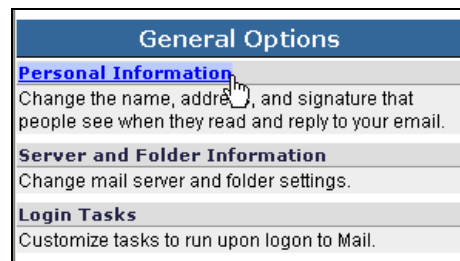 General Options
Personal Information
Change the name, addre , and signature that
people see when they read and reply to your email.
Server and Folder Information
Change mail server and folder settings.
Login Tasks
Customize tasks to run upon logon to Mail.